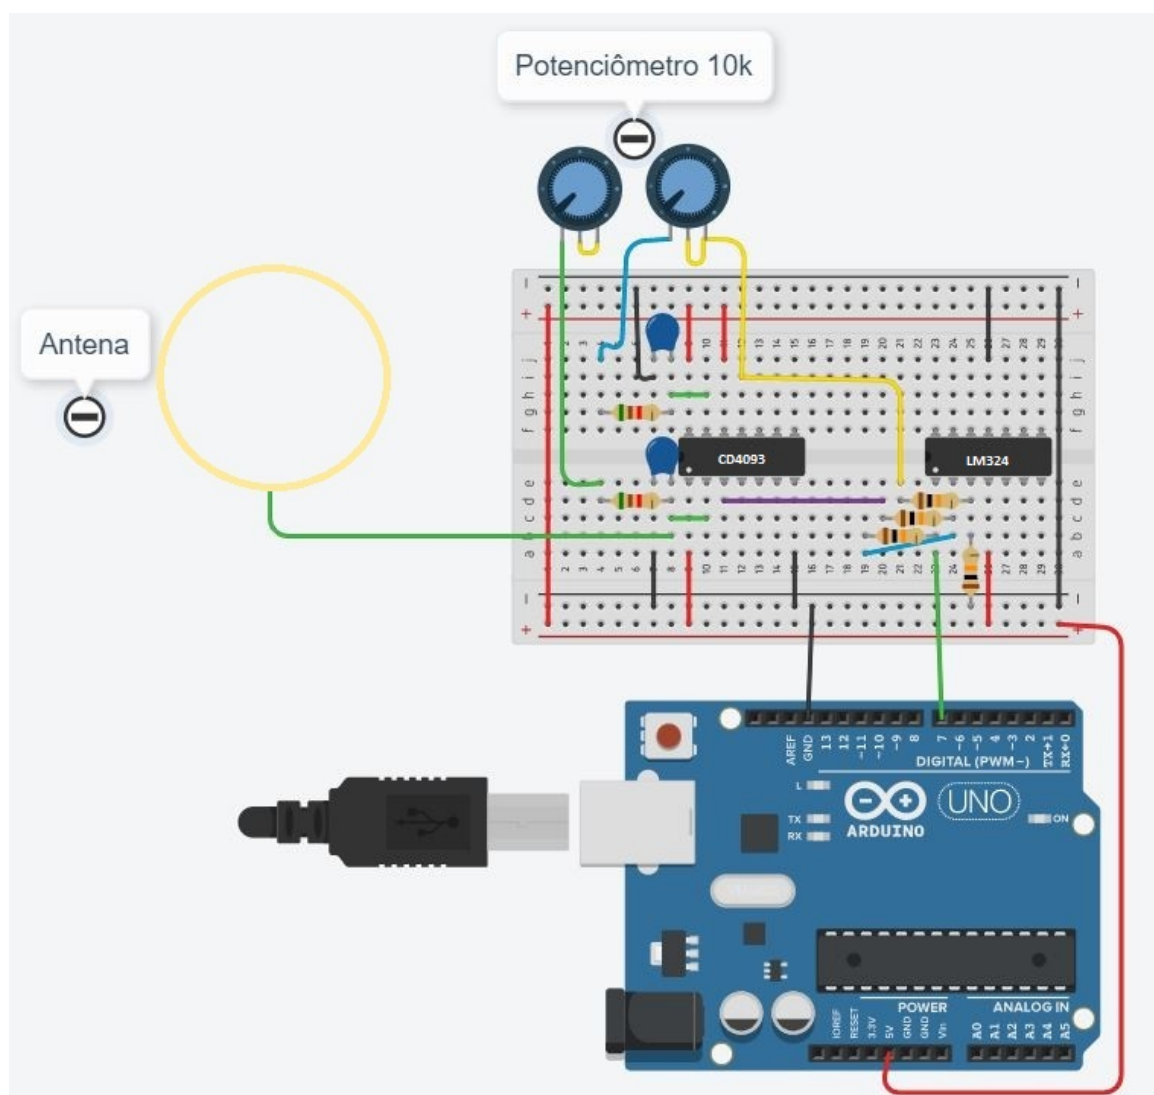 Potenciômetro 10k
Antena
j
i
h
g
f
CD4093
LM324
e
d
c
b
a
AREF
GND
13
12
~11
~10
~9
8
7
~6
~5
4
~3
2
TX→1
RX←0
DIGITAL (PWM~)
L
TX
RX
ARDUINO
UNO
ON
POWER
ANALOG IN
IOREF
RESET
3.3V
5V
GND
GND
Vin
A0
A1
A2
A3
A4
A5